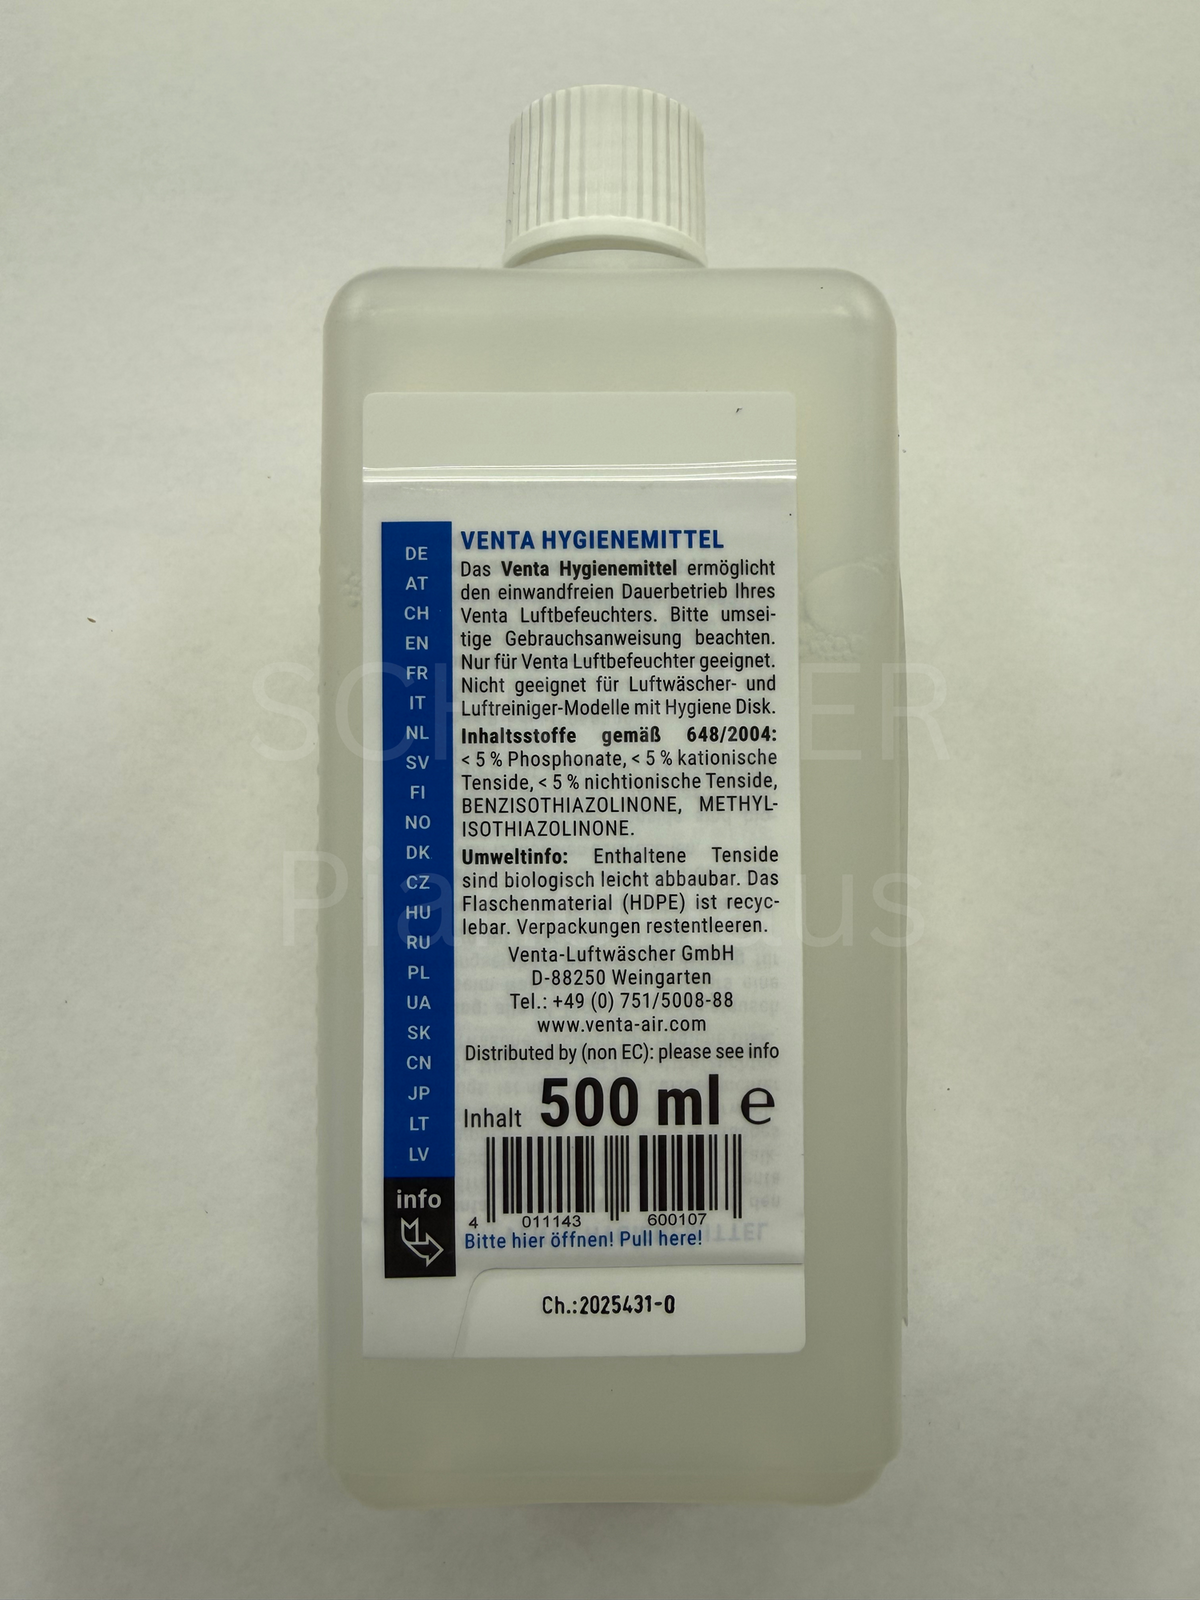 VENTA HYGIENEMITTEL
Das Venta Hygienemittel ermöglicht
den einwandfreien Dauerbetrieb Ihres
Venta Luftbefeuchters. Bitte umsei-
tige Gebrauchsanweisung beachten.
Nur für Venta Luftbefeuchter geeignet.
Nicht geeignet für Luftwäscher- und
Luftreiniger-Modelle mit Hygiene Disk.
Inhaltsstoffe gemäß 648/2004:
< 5 % Phosphonate, < 5 % kationische
Tenside, < 5 % nichtionische Tenside,
BENZISOTHIAZOLINONE, METHYL-
ISOTHIAZOLINONE.
Umweltinfo: Enthaltene Tenside
sind biologisch leicht abbaubar. Das
Flaschenmaterial (HDPE) ist recyc-
lebar. Verpackungen restentleeren.
Venta-Luftwäscher GmbH
D-88250 Weingarten
Tel.: +49 (0) 751/5008-88
www.venta-air.com
Distributed by (non EC): please see info
Inhalt 500 ml e
4 011143 600107
Bitte hier öffnen! Pull here!
DE
AT
CH
EN
FR
IT
NL
SV
FI
NO
DK
CZ
HU
RU
PL
UA
SK
CN
JP
LT
LV
info
Ch.:2025431-0